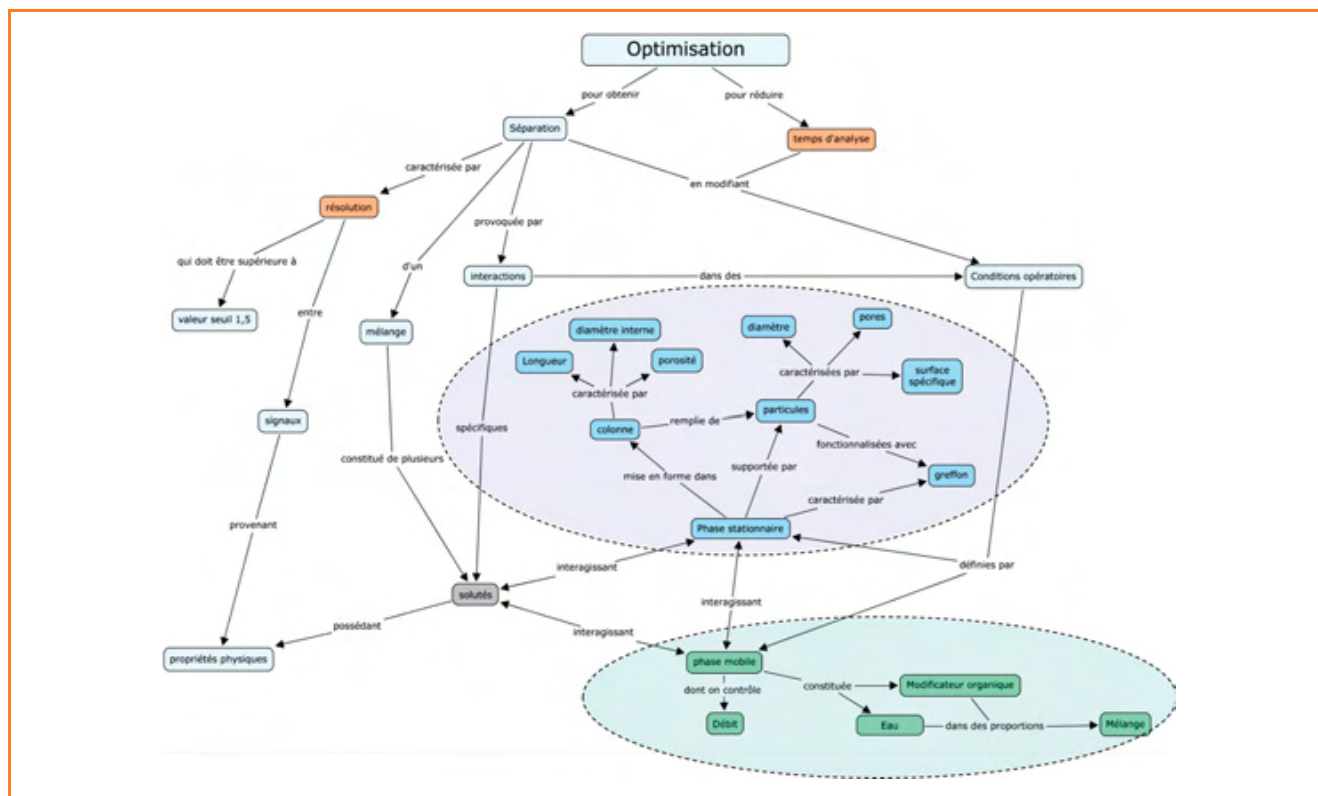 Optimisation
pour obtenir
pour réduire
Séparation
temps d'analyse
caractérisée par
en modifiant
résolution
provoquée par
qui doit être supérieure à
d'un
interactions
dans des
Conditions opératoires
valeur seuil 1,5
entre
mélange
diamètre interne
diamètre
pores
Longueur
porosité
caractérisées par
surface
spécifique
caractérisée par
signaux
spécifiques
colonne
remplie de
particules
fonctionnalisées avec
constitué de plusieurs
mise en forme dans
supportée par
greffon
caractérisée par
provenant
Phase stationnaire
interagissant
définies par
solutés
interagissant
possédant
interagissant
propriétés physiques
phase mobile
dont on contrôle
constituée
Modificateur organique
Débit
Eau
dans des proportions
Mélange